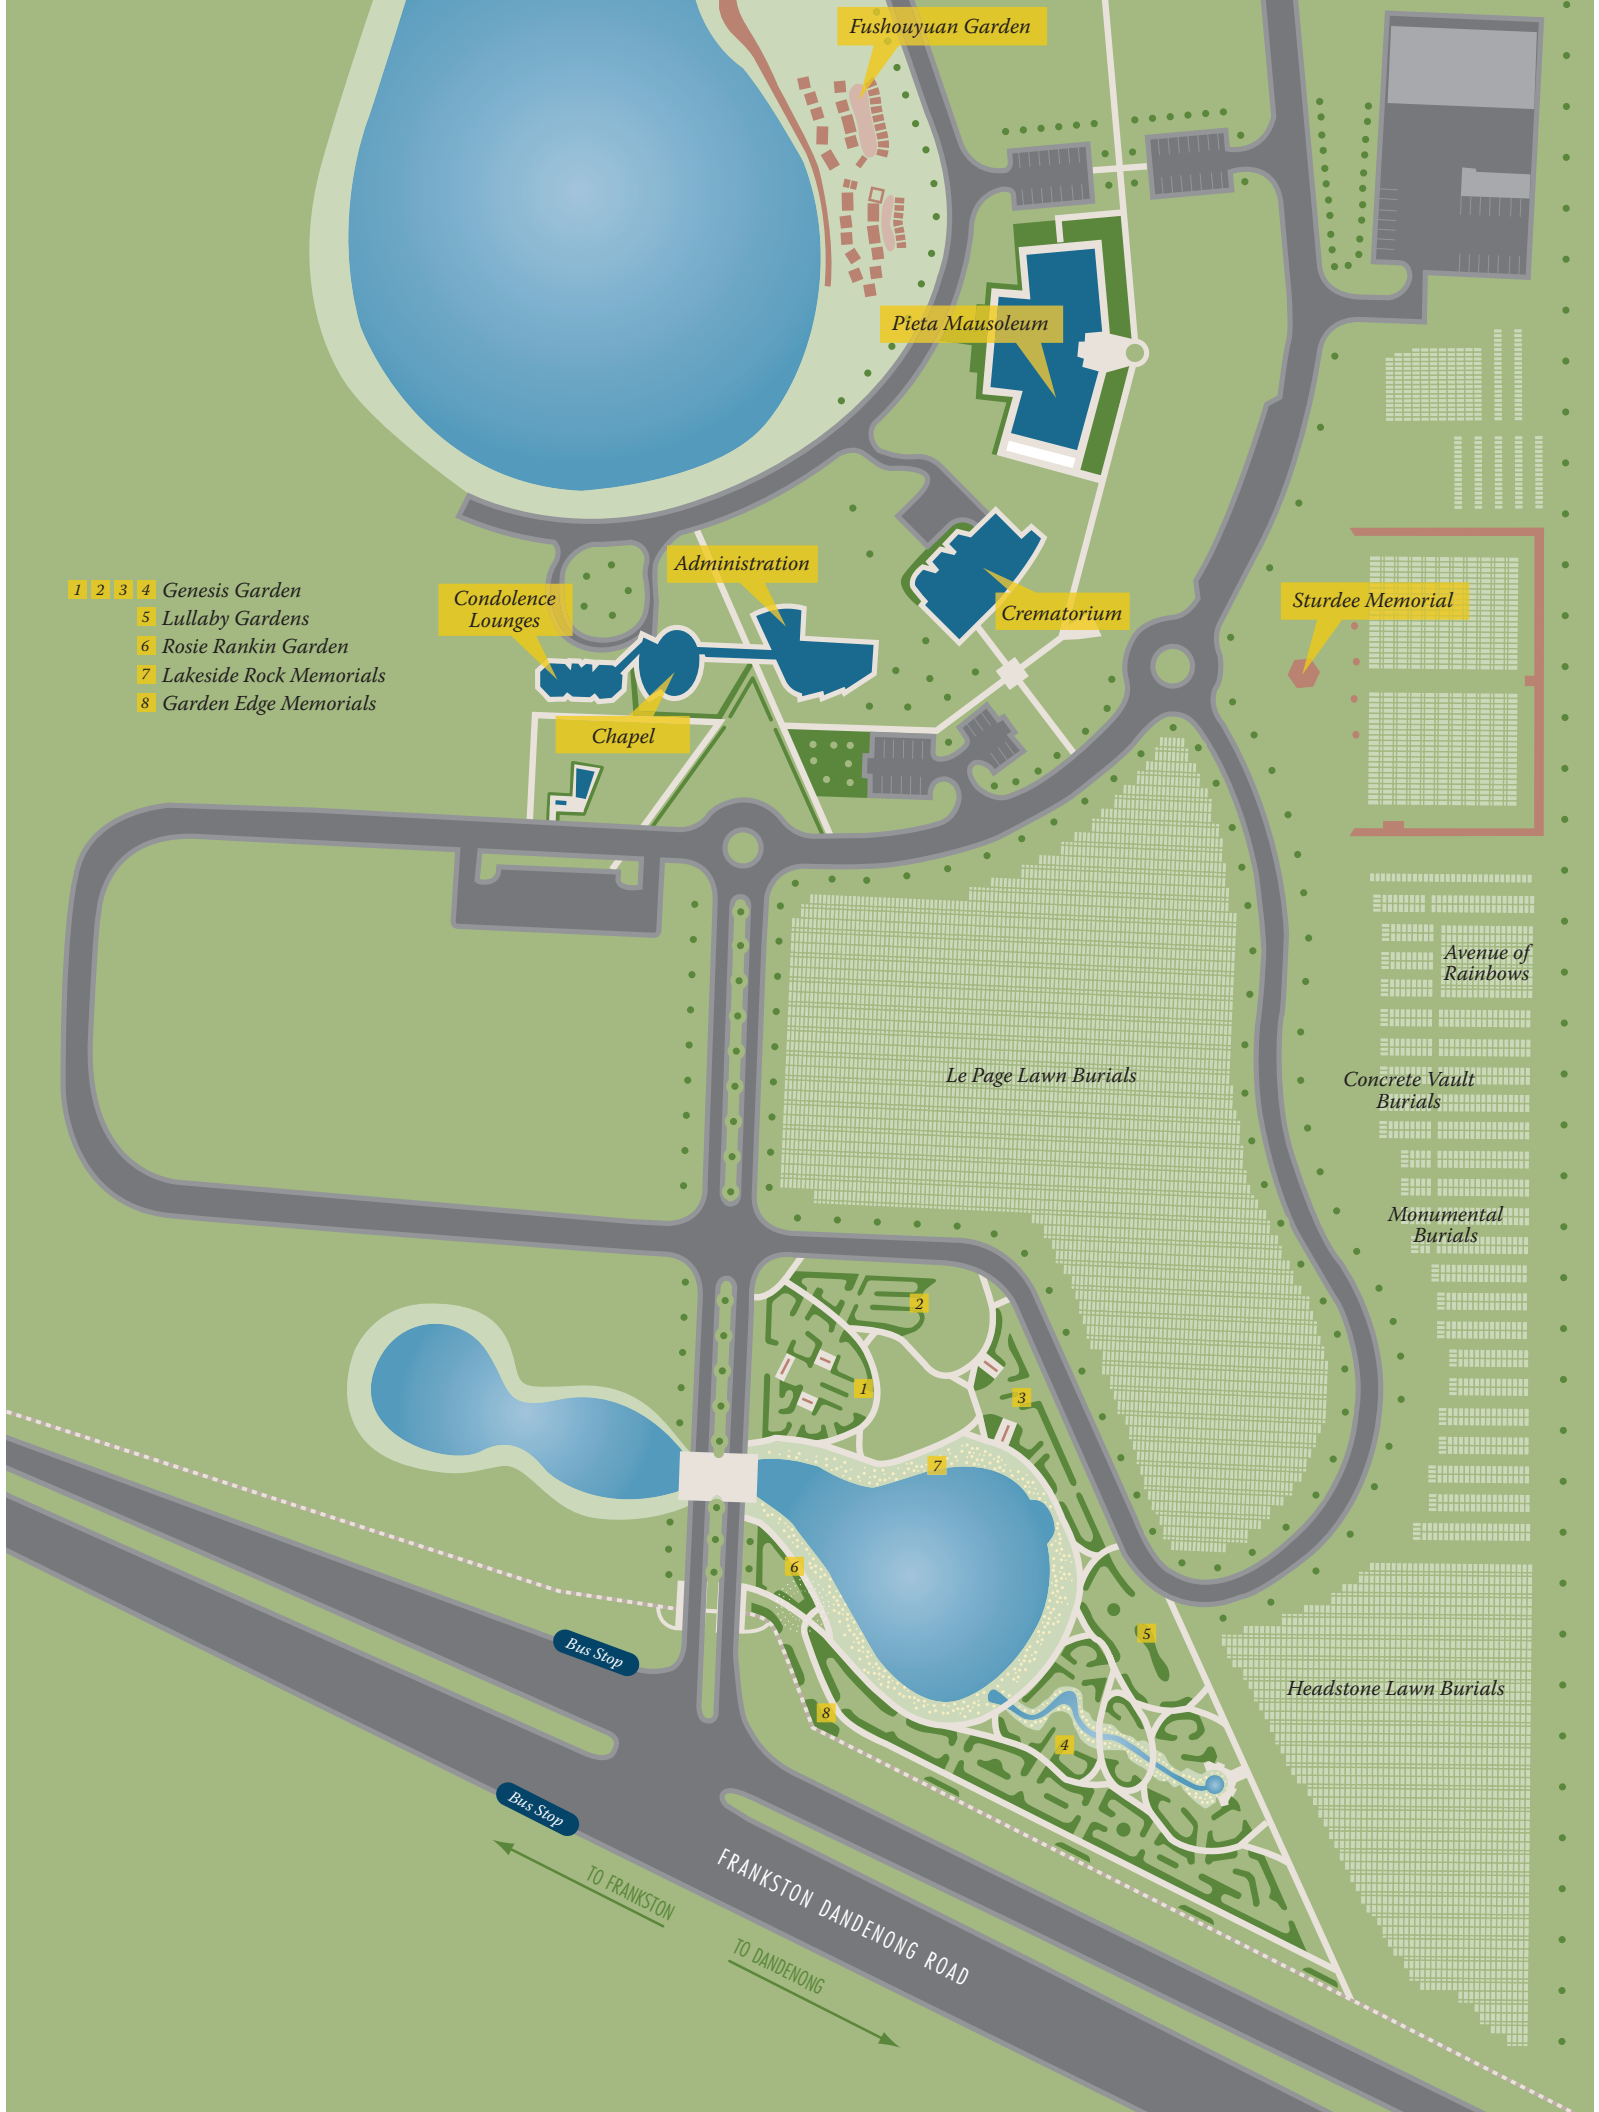 Fushouyuan Garden
Pieta Mausoleum
Administration
Condolence
Lounges
Crematorium
Sturdee Memorial
1 2 3 4 Genesis Garden
5 Lullaby Gardens
6 Rosie Rankin Garden
7 Lakeside Rock Memorials
8 Garden Edge Memorials
Chapel
Avenue of
Rainbows
Le Page Lawn Burials
Concrete Vault
Burials
Monumental
Burials
2
1
3
7
6
5
Bus Stop
Headstone Lawn Burials
8
4
Bus Stop
FRANKSTON DANDENONG ROAD
TO FRANKSTON
TO DANDENONG